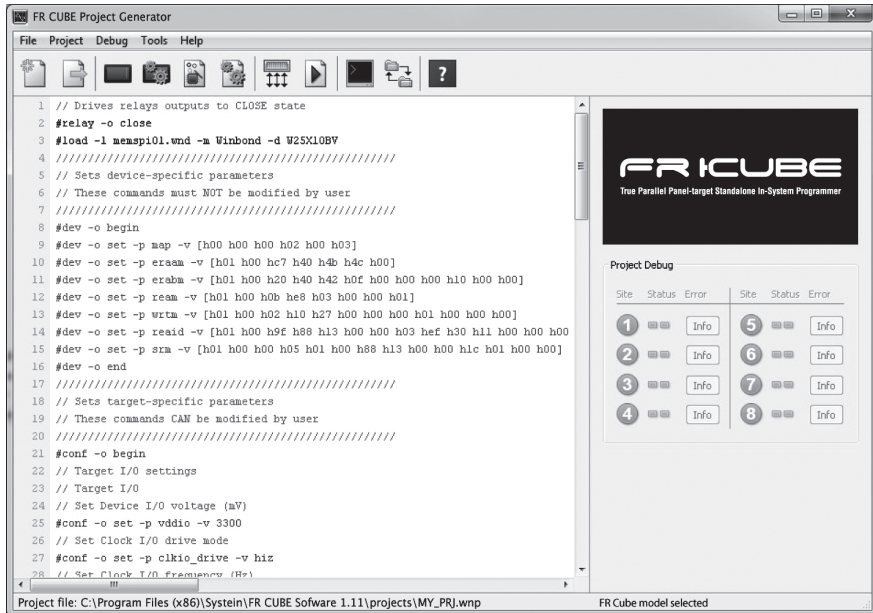 FR CUBE Project Generator
File Project Debug Tools Help
1 // Drives relays outputs to CLOSE state
2 #relay -o close
3 #load -l memspi01.wnd -m Winbond -d W25X10BV
4 ////////////////////////////////////////////////////
5 // Sets device-specific parameters
6 // These commands must NOT be modified by user
7 ////////////////////////////////////////////////////
8 #dev -o begin
9 #dev -o set -p map -v [h00 h00 h00 h02 h00 h03]
10 #dev -o set -p eraam -v [h01 h00 hc7 h40 h4b h4c h00]
11 #dev -o set -p erabm -v [h01 h00 h20 h40 h42 h0f h00 h00 h00 h10 h00 h00]
12 #dev -o set -p ream -v [h01 h00 h0b he8 h03 h00 h00 h01]
13 #dev -o set -p wrtm -v [h01 h00 h02 h10 h27 h00 h00 h00 h01 h00 h00 h00]
14 #dev -o set -p reaid -v [h01 h00 h9f h88 h13 h00 h00 h03 hef h30 h11 h00 h00 h00
15 #dev -o set -p srm -v [h01 h00 h00 h05 h01 h00 h88 h13 h00 h00 h1c h01 h00 h00]
16 #dev -o end
17 ////////////////////////////////////////////////////
18 // Sets target-specific parameters
19 // These commands CAN be modified by user
20 ////////////////////////////////////////////////////
21 #conf -o begin
22 // Target I/O settings
23 // Target I/O
24 // Set Device I/O voltage (mV)
25 #conf -o set -p vddio -v 3300
26 // Set Clock I/O drive mode
27 #conf -o set -p clkio_drive -v hiz
28 // Set Clock I/O frequency (Hz)
FR CUBE
True Parallel Panel-target Standalone In-System Programmer
Project Debug
Site Status Error Site Status Error
1 Info 5 Info
2 Info 6 Info
3 Info 7 Info
4 Info 8 Info
Project file: C:\Program Files (x86)\Systein\FR CUBE Sofware 1.11\projects\MY_PRJ.wnp
FR Cube model selected